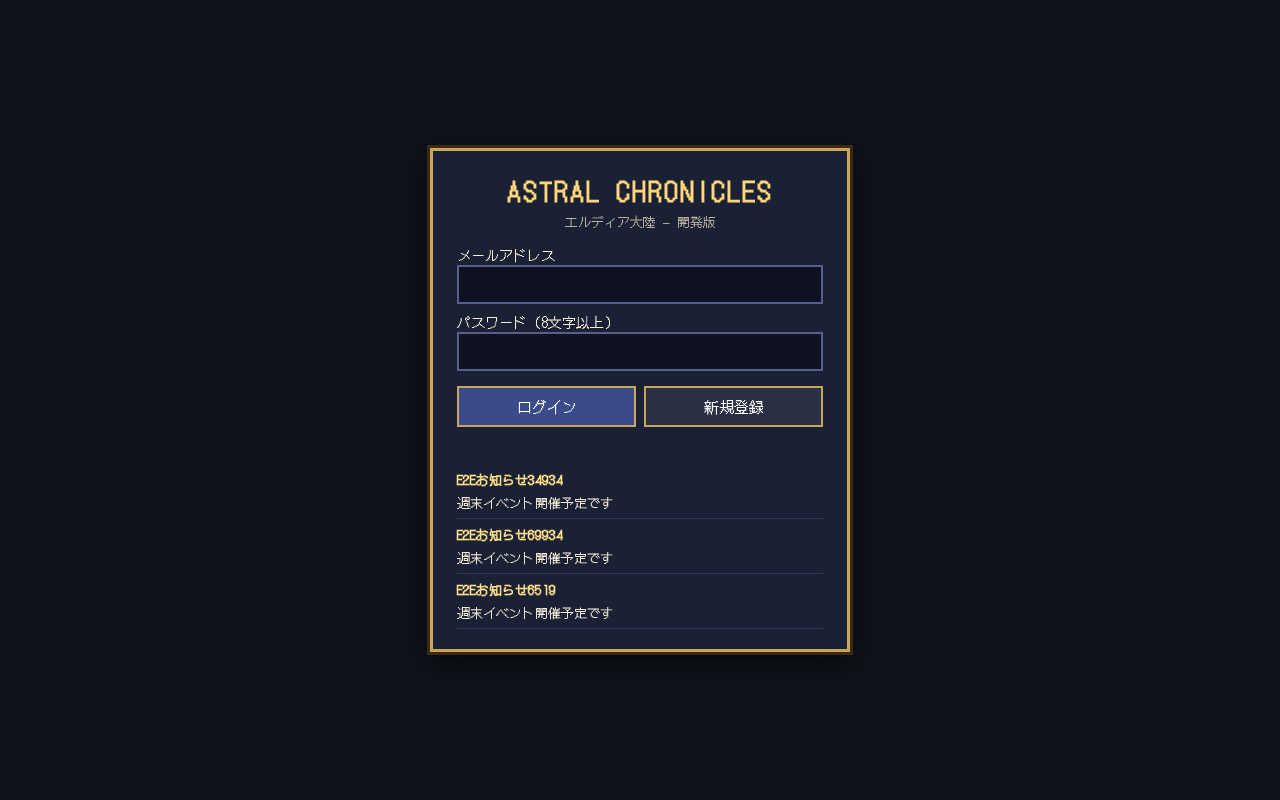 ASTRAL CHRONICLES
エルディア大陸 – 開発版
メールアドレス
パスワード（8文字以上）
ログイン 新規登録
E2Eお知らせ34934
週末イベント開催予定です
E2Eお知らせ69934
週末イベント開催予定です
E2Eお知らせ6519
週末イベント開催予定です